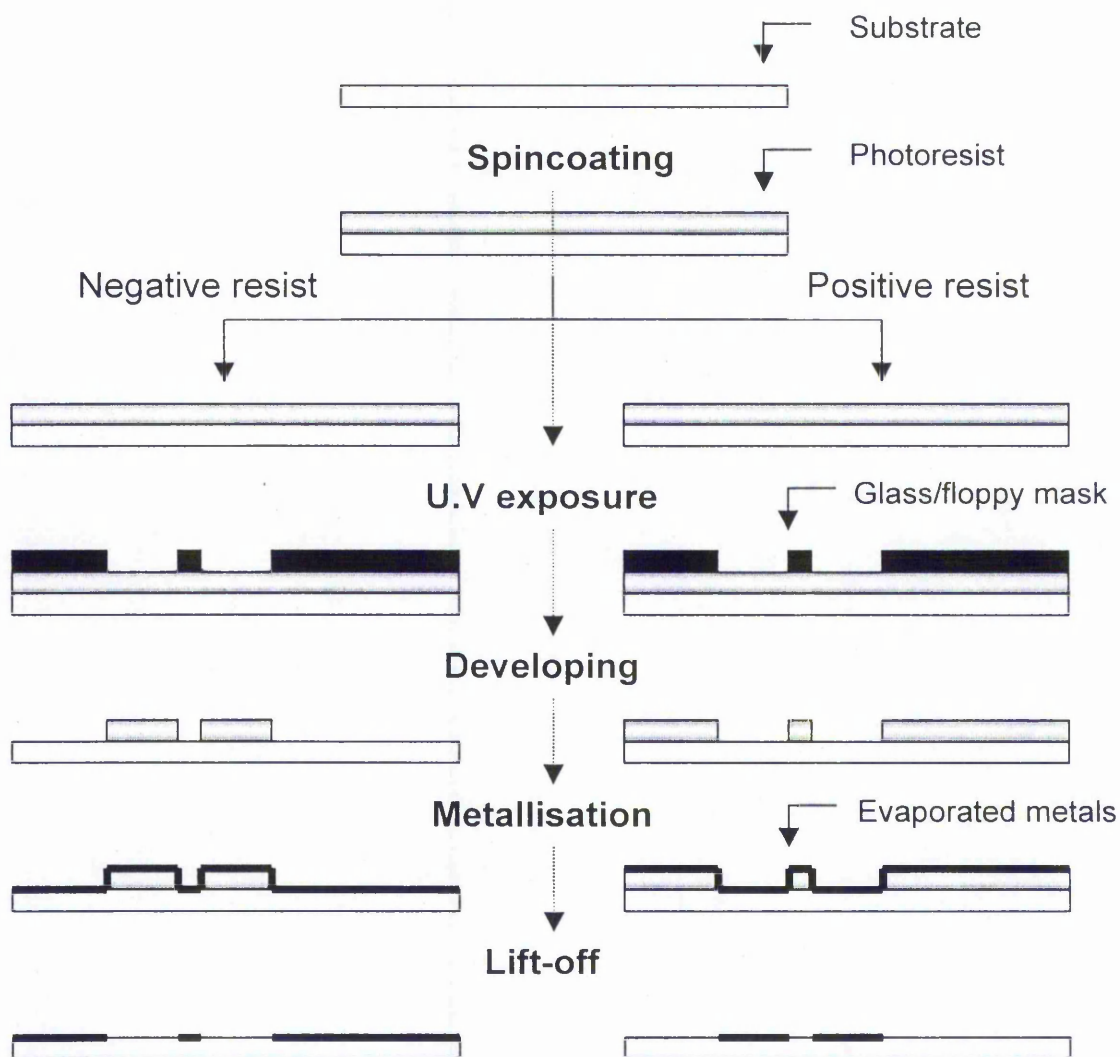 Substrate
Spincoating
Photoresist
Negative resist
Positive resist
U.V exposure
Glass/floppy mask
Developing
Metallisation
Evaporated metals
Lift-off